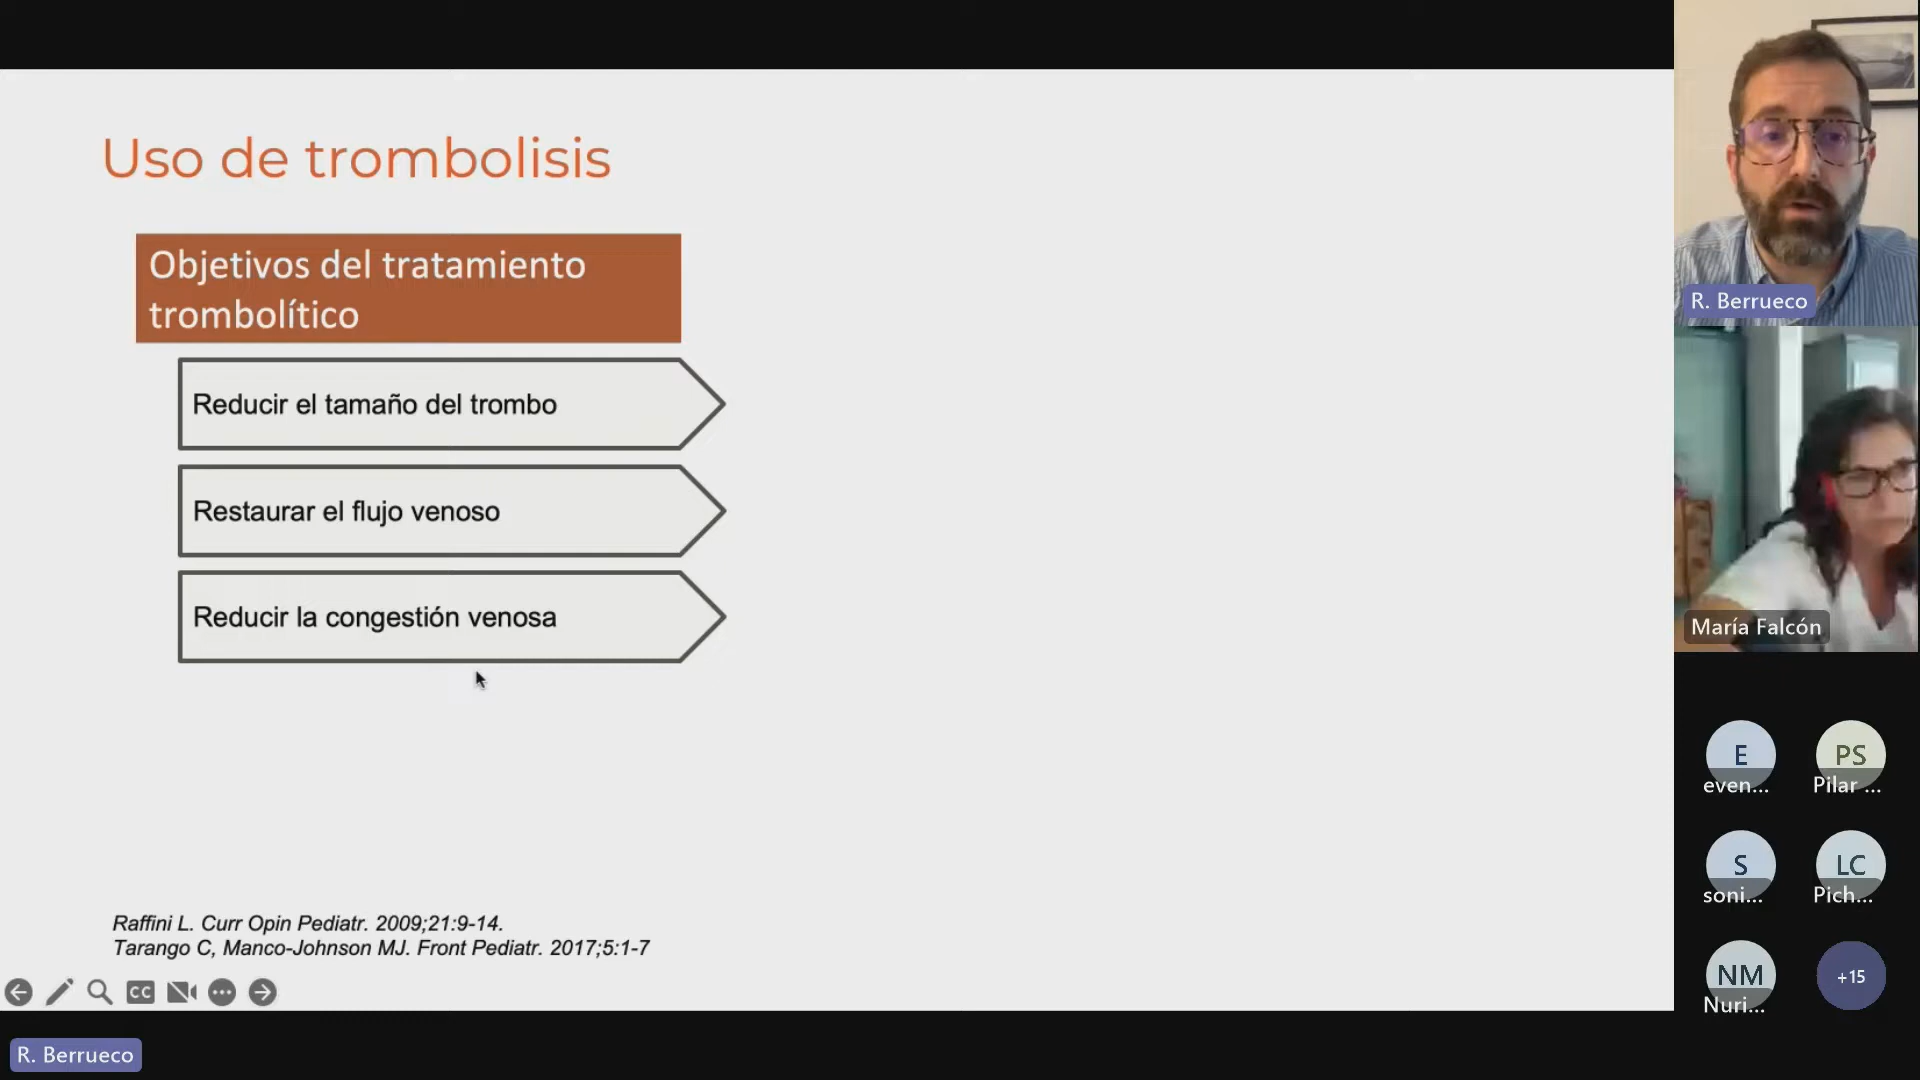 Uso de trombolisis
Objetivos del tratamiento
trombolítico
Reducir el tamaño del trombo
Restaurar el flujo venoso
Reducir la congestión venosa
Raffini L. Curr Opin Pediatr. 2009;21:9-14.
Tarango C, Manco-Johnson MJ. Front Pediatr. 2017;5:1-7
CC
R. Berrueco
R. Berrueco
María Falcón
E
even...
PS
Pilar ...
S
soni...
LC
Pich...
NM
Nuri...
+15